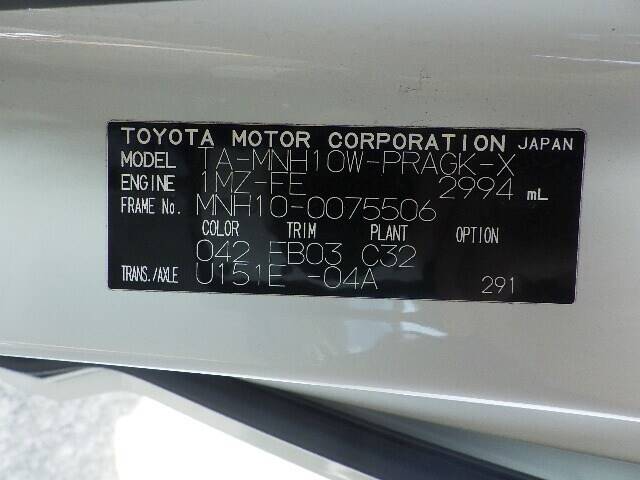 TOYOTA MOTOR CORPORATION JAPAN
MODEL TA-MNH10W-PRAGK-X
ENGINE 1MZ-FE 2994 mL
FRAME No. MNH10-0075506
COLOR TRIM PLANT OPTION
042 FB03 C32
TRANS./AXLE U151E -04A 291